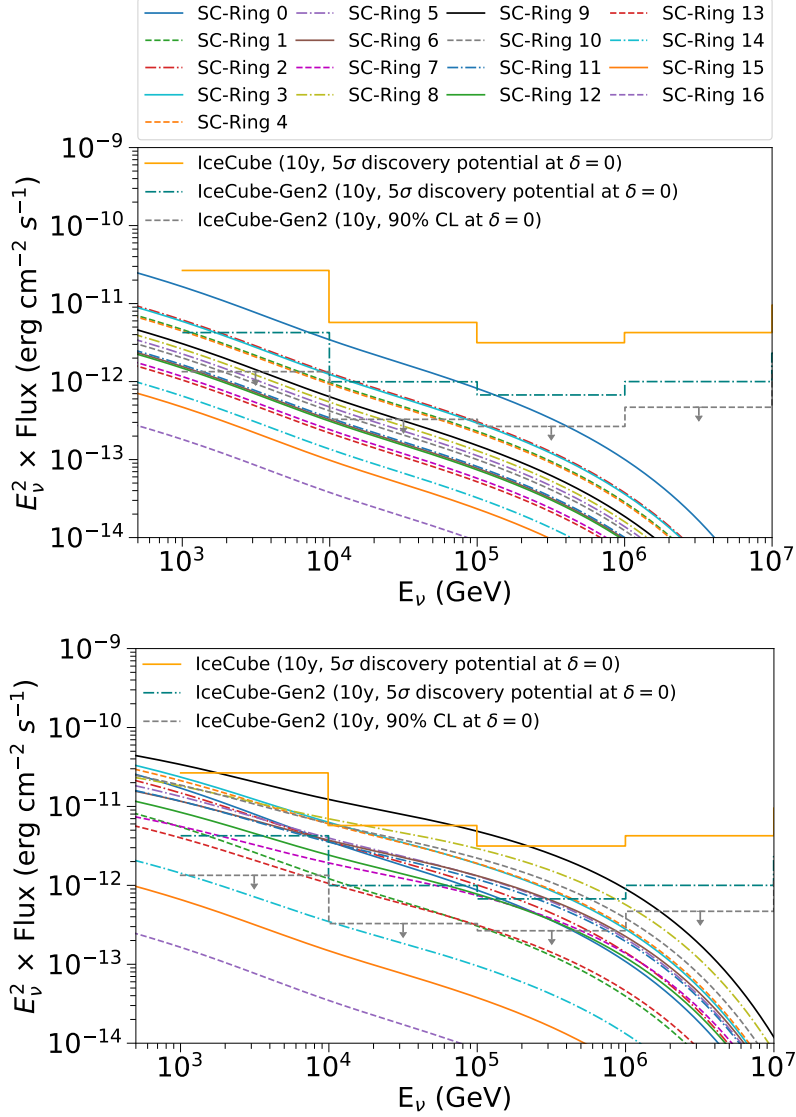 SC-Ring 0 SC-Ring 5 SC-Ring 9 SC-Ring 13
SC-Ring 1 SC-Ring 6 SC-Ring 10 SC-Ring 14
SC-Ring 2 SC-Ring 7 SC-Ring 11 SC-Ring 15
SC-Ring 3 SC-Ring 8 SC-Ring 12 SC-Ring 16
SC-Ring 4
IceCube (10y, 5σ discovery potential at δ = 0)
IceCube-Gen2 (10y, 5σ discovery potential at δ = 0)
IceCube-Gen2 (10y, 90% CL at δ = 0)
E_ν^2 × Flux (erg cm^−2 s^−1)
10^−9
10^−10
10^−11
10^−12
10^−13
10^−14
10^3 10^4 10^5 10^6 10^7
E_ν (GeV)
IceCube (10y, 5σ discovery potential at δ = 0)
IceCube-Gen2 (10y, 5σ discovery potential at δ = 0)
IceCube-Gen2 (10y, 90% CL at δ = 0)
E_ν^2 × Flux (erg cm^−2 s^−1)
10^−9
10^−10
10^−11
10^−12
10^−13
10^−14
10^3 10^4 10^5 10^6 10^7
E_ν (GeV)